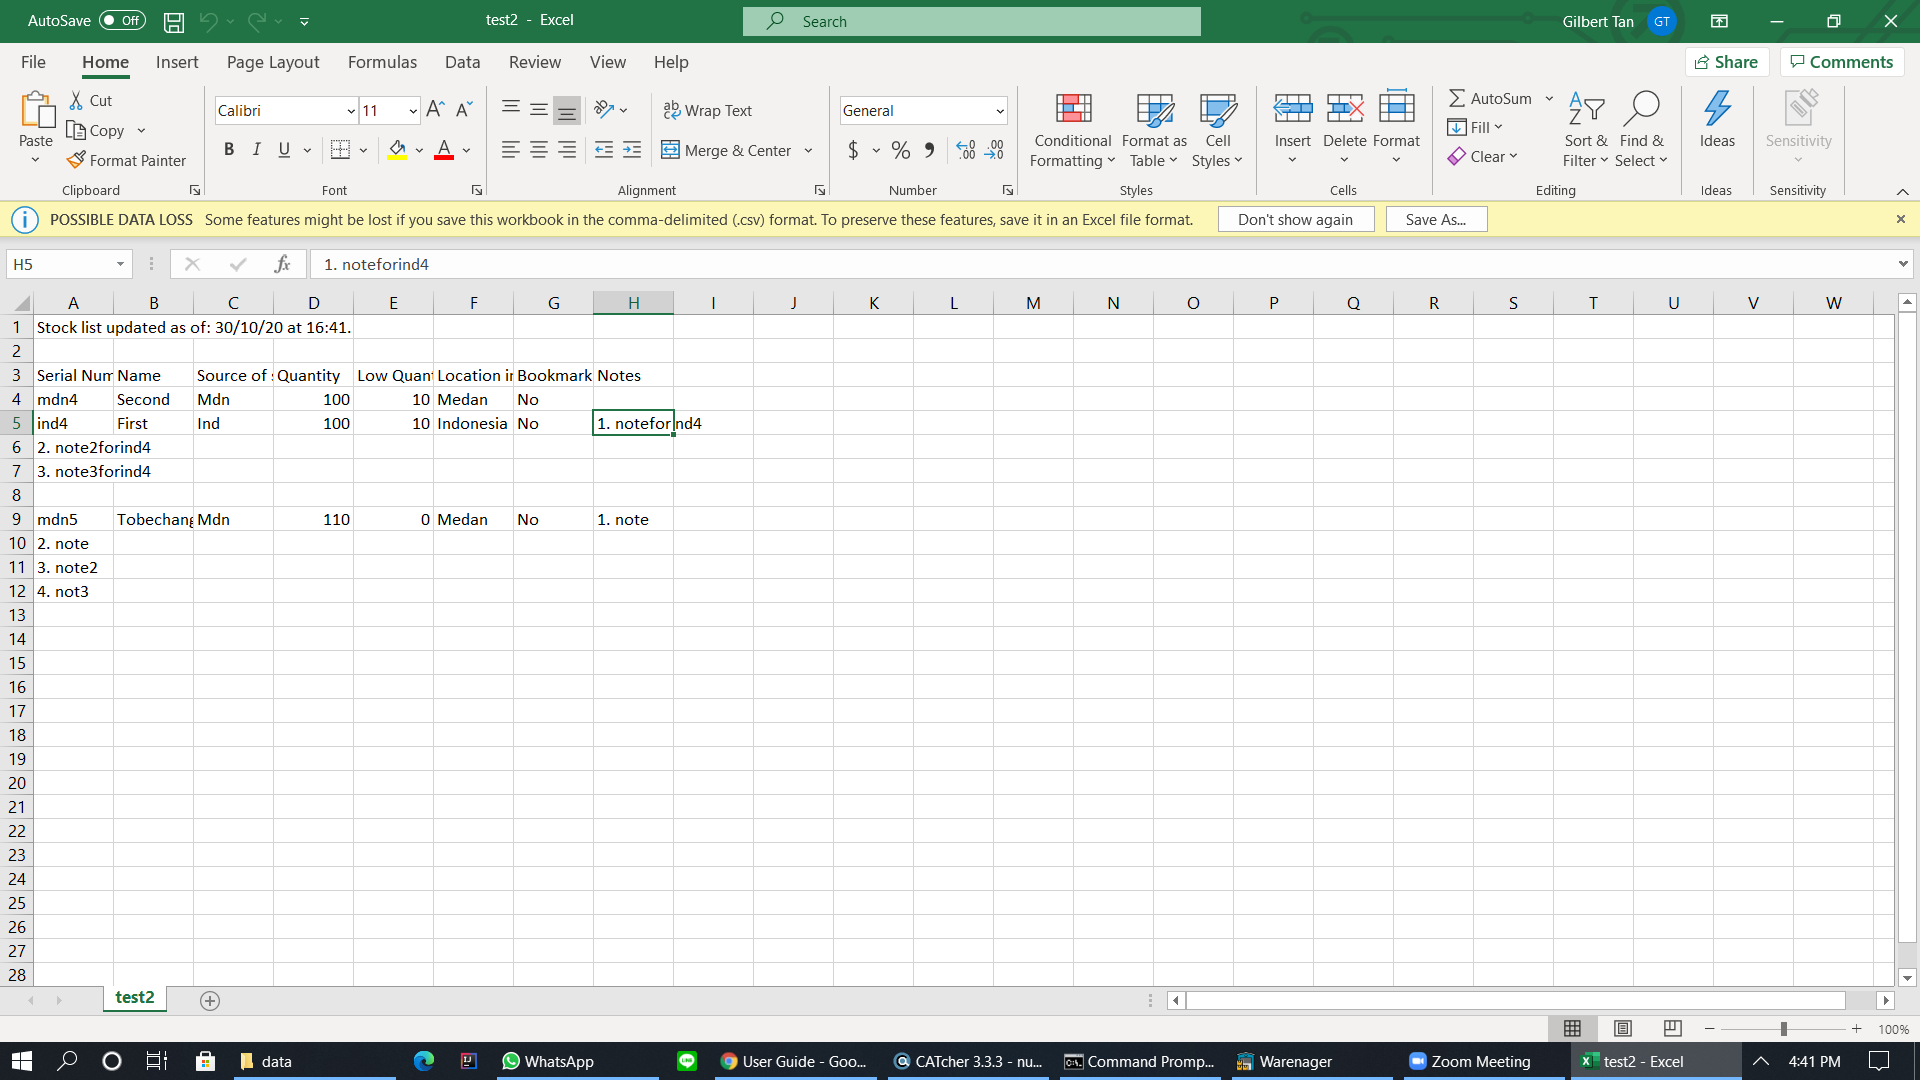 AutoSave Off
test2 - Excel
Search
Gilbert Tan GT
File Home Insert Page Layout Formulas Data Review View Help
Share Comments
Paste
Cut
Copy
Format Painter
Clipboard
Calibri 11
B I U
Font
Wrap Text
Merge & Center
Alignment
General
$ % 9
Number
Conditional Formatting
Format as Table
Cell Styles
Styles
Insert Delete Format
Cells
AutoSum
Fill
Clear
Sort & Filter
Find & Select
Editing
Ideas
Ideas
Sensitivity
Sensitivity
POSSIBLE DATA LOSS Some features might be lost if you save this workbook in the comma-delimited (.csv) format. To preserve these features, save it in an Excel file format. Don't show again Save As...
H5 fx 1. noteforind4
A B C D E F G H I J K L M N O P Q R S T U V W
1 Stock list updated as of: 30/10/20 at 16:41.
2
3 Serial Num Name Source of Quantity Low Quant Location i Bookmark Notes
4 mdn4 Second Mdn 100 10 Medan No
5 ind4 First Ind 100 10 Indonesia No 1. noteforind4
6 2. note2forind4
7 3. note3forind4
8
9 mdn5 Tobechang Mdn 110 0 Medan No 1. note
10 2. note
11 3. note2
12 4. not3
13
14
15
16
17
18
19
20
21
22
23
24
25
26
27
28
test2
100%
data WhatsApp User Guide - Goo... CATcher 3.3.3 - nu... Command Promp... Warenager Zoom Meeting test2 - Excel 4:41 PM